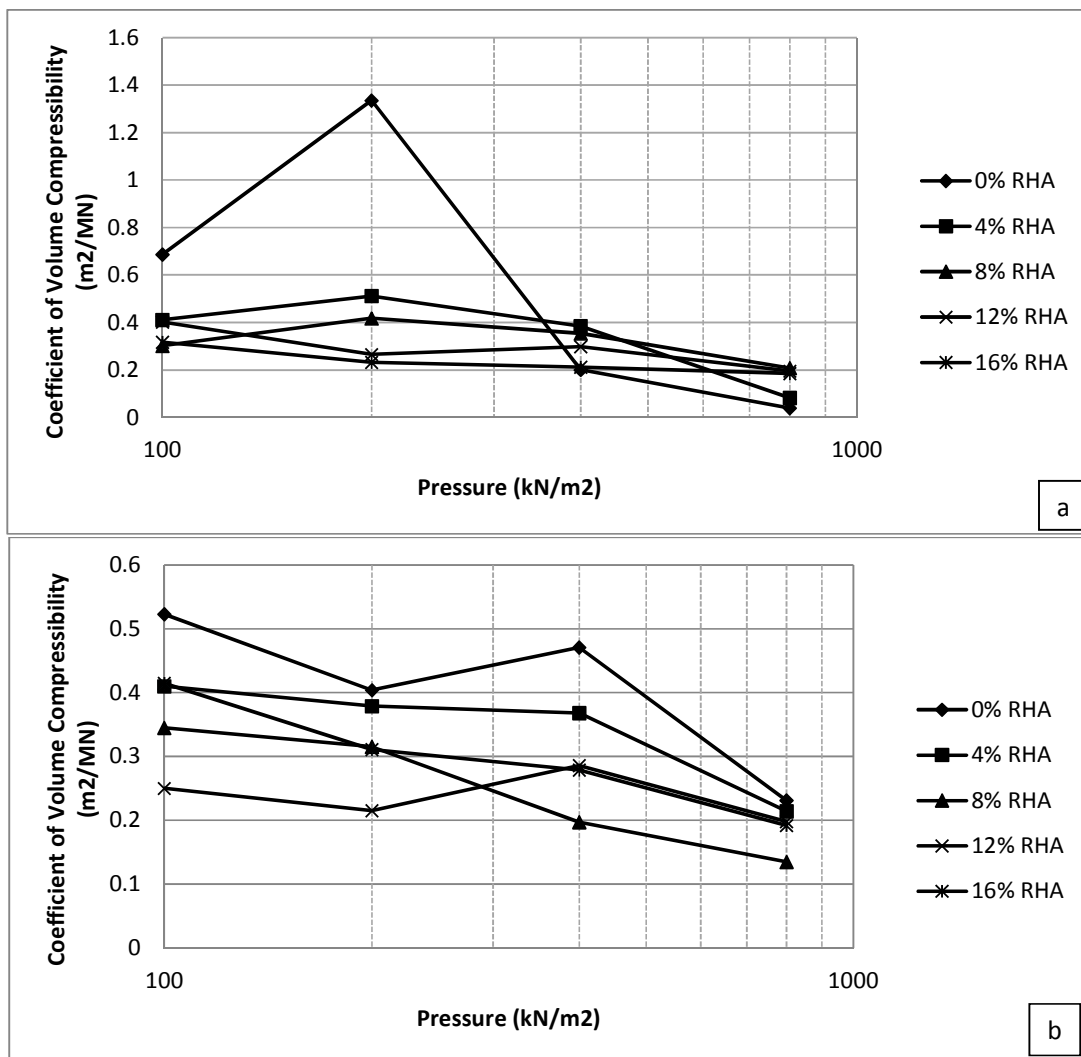 1.6
1.4
1.2
1
0.8
0.6
0.4
0.2
0
Coefficient of Volume Compressibility
(m2/MN)
100
1000
Pressure (kN/m2)
0% RHA
4% RHA
8% RHA
12% RHA
16% RHA
a
0.6
0.5
0.4
0.3
0.2
0.1
0
Coefficient of Volume Compressibility
(m2/MN)
100
1000
Pressure (kN/m2)
0% RHA
4% RHA
8% RHA
12% RHA
16% RHA
b